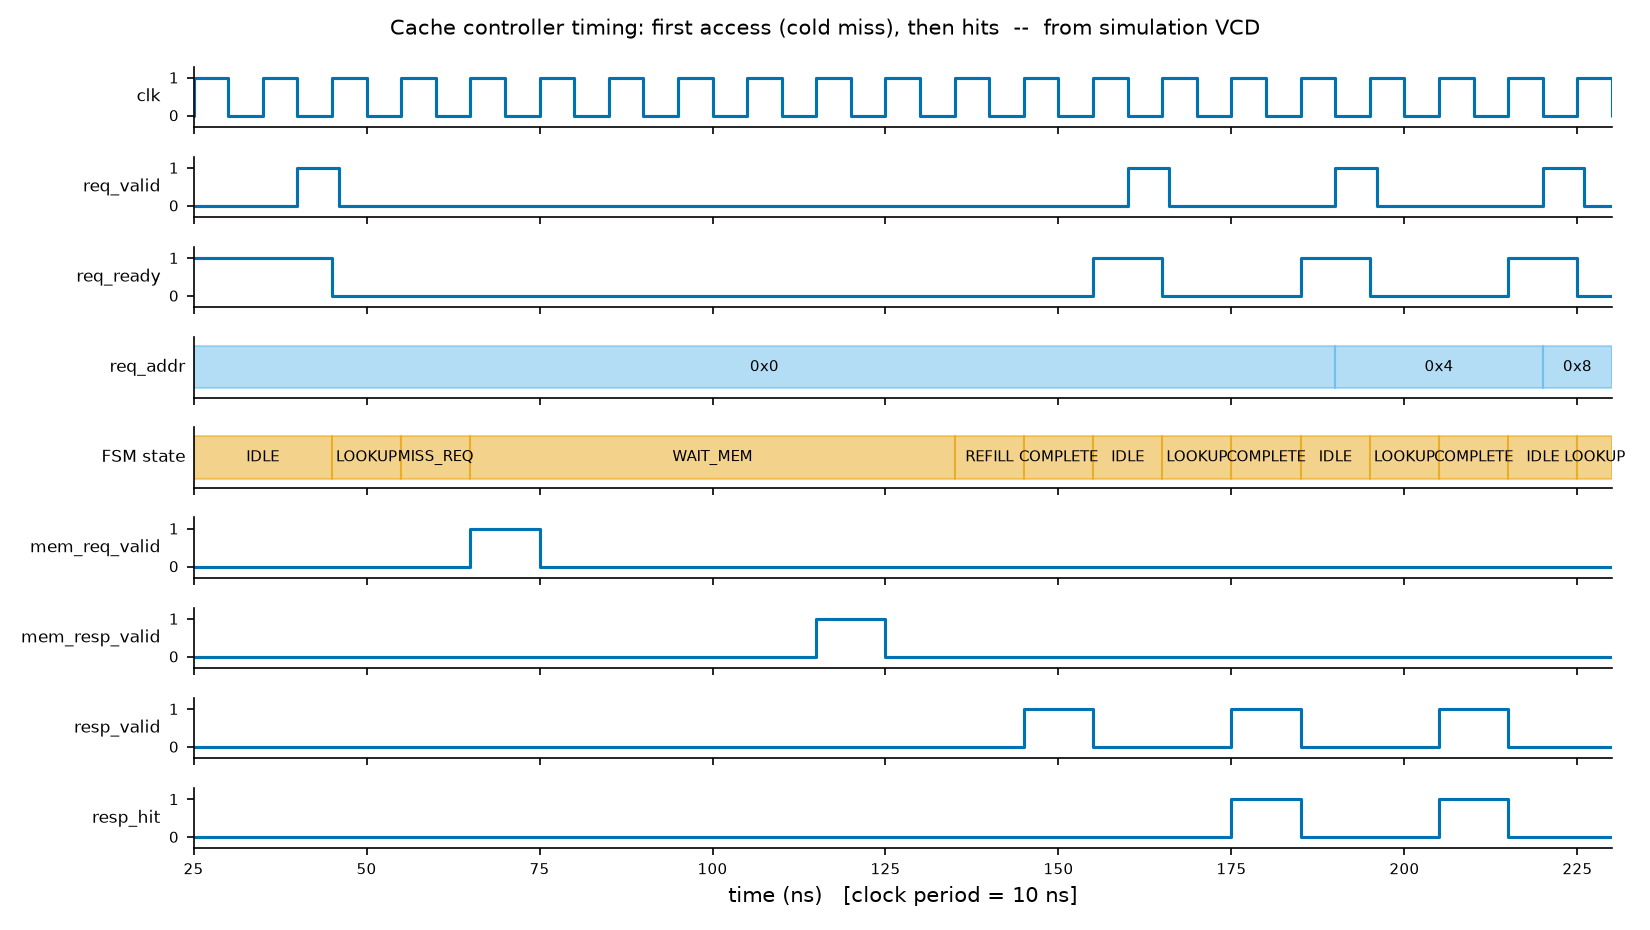 Cache controller timing: first access (cold miss), then hits -- from simulation VCD
clk
1
0
req_valid
1
0
req_ready
1
0
req_addr
0x0
0x4
0x8
FSM state
IDLE
LOOKUP
MISS_REQ
WAIT_MEM
REFILL
COMPLETE
IDLE
LOOKUP
COMPLETE
IDLE
LOOKUP
COMPLETE
IDLE
LOOKUP
mem_req_valid
1
0
mem_resp_valid
1
0
resp_valid
1
0
resp_hit
1
0
25 50 75 100 125 150 175 200 225
time (ns) [clock period = 10 ns]